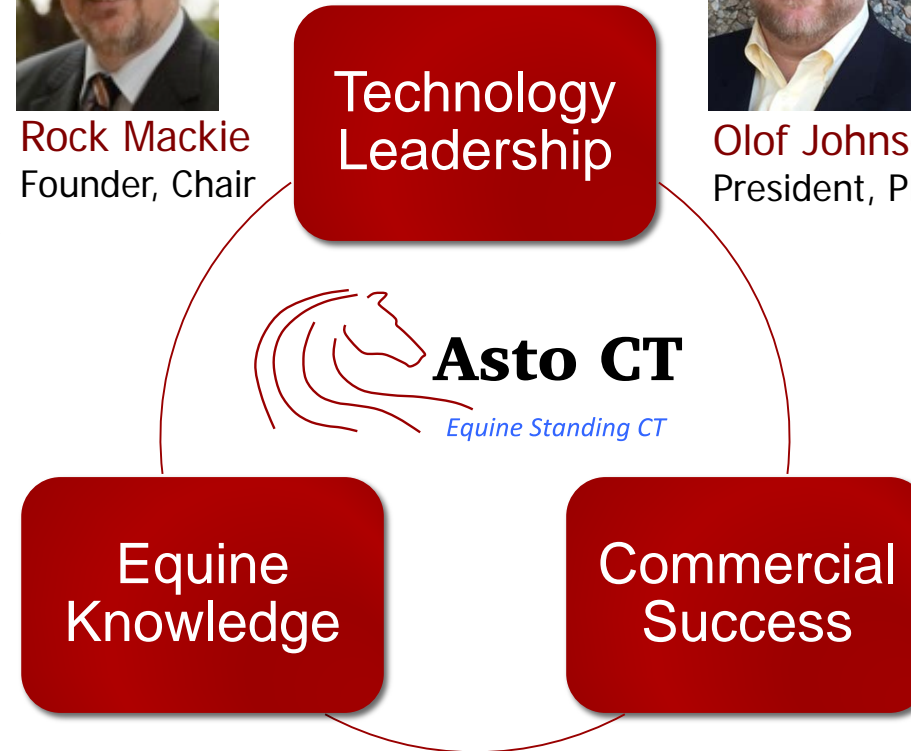 Technology
Leadership
Rock Mackie
Founder, Chair
Olof Johns
President, P
Asto CT
Equine Standing CT
Equine
Knowledge
Commercial
Success